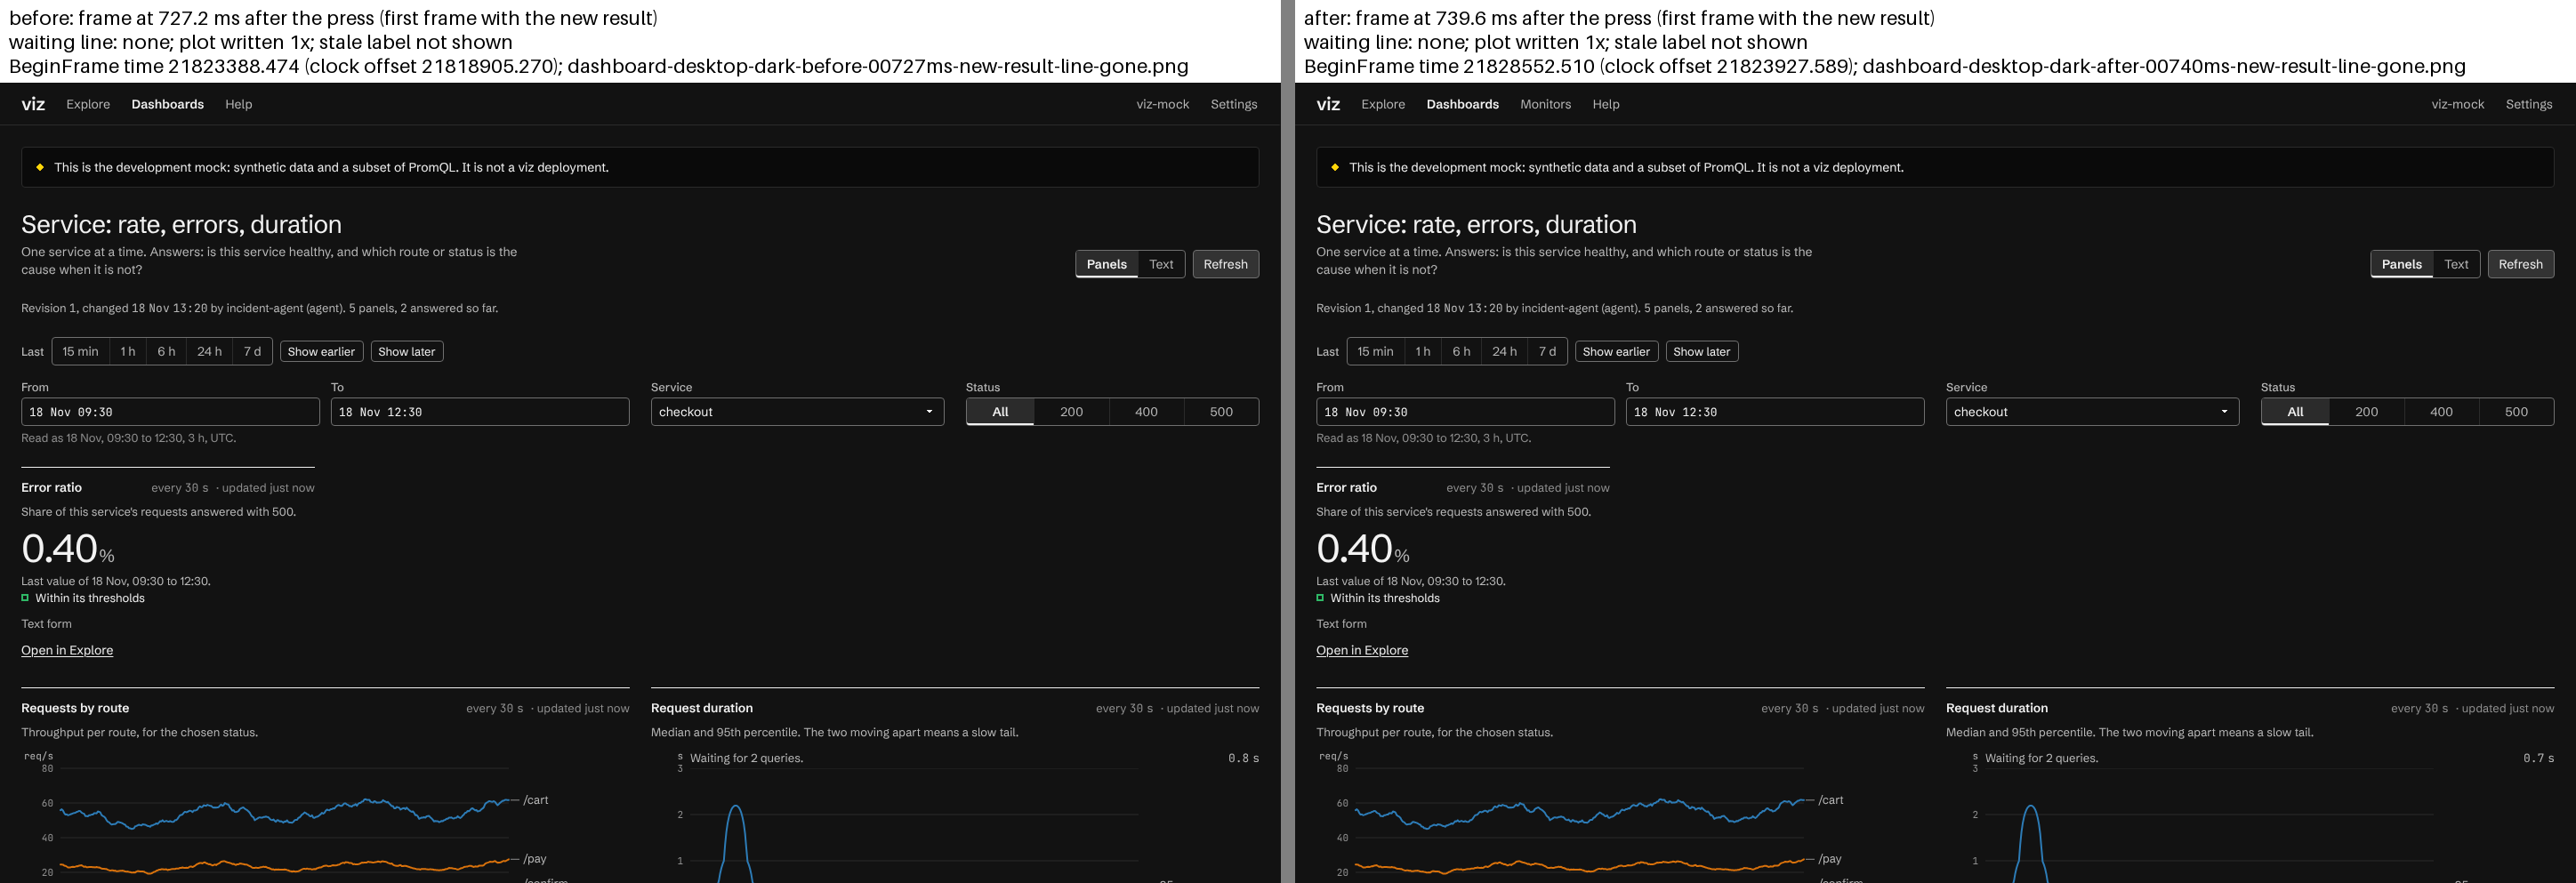 before: frame at 727.2 ms after the press (first frame with the new result)
waiting line: none; plot written 1x; stale label not shown
BeginFrame time 21823388.474 (clock offset 21818905.270); dashboard-desktop-dark-before-00727ms-new-result-line-gone.png
viz Explore Dashboards Help viz-mock Settings
This is the development mock: synthetic data and a subset of PromQL. It is not a viz deployment.
Service: rate, errors, duration
One service at a time. Answers: is this service healthy, and which route or status is the
cause when it is not?
Panels Text Refresh
Revision 1, changed 18 Nov 13:20 by incident-agent (agent). 5 panels, 2 answered so far.
Last 15 min 1 h 6 h 24 h 7 d Show earlier Show later
From To Service Status
18 Nov 09:30 18 Nov 12:30 checkout All 200 400 500
Read as 18 Nov, 09:30 to 12:30, 3 h, UTC.
Error ratio every 30 s · updated just now
Share of this service's requests answered with 500.
0.40%
Last value of 18 Nov, 09:30 to 12:30.
Within its thresholds
Text form
Open in Explore
Requests by route every 30 s · updated just now
Throughput per route, for the chosen status.
req/s
80
60
40
20
/cart
/pay
Request duration every 30 s · updated just now
Median and 95th percentile. The two moving apart means a slow tail.
s Waiting for 2 queries. 0.8 s
3
2
1
after: frame at 739.6 ms after the press (first frame with the new result)
waiting line: none; plot written 1x; stale label not shown
BeginFrame time 21828552.510 (clock offset 21823927.589); dashboard-desktop-dark-after-00740ms-new-result-line-gone.png
viz Explore Dashboards Monitors Help viz-mock Settings
This is the development mock: synthetic data and a subset of PromQL. It is not a viz deployment.
Service: rate, errors, duration
One service at a time. Answers: is this service healthy, and which route or status is the
cause when it is not?
Panels Text Refresh
Revision 1, changed 18 Nov 13:20 by incident-agent (agent). 5 panels, 2 answered so far.
Last 15 min 1 h 6 h 24 h 7 d Show earlier Show later
From To Service Status
18 Nov 09:30 18 Nov 12:30 checkout All 200 400 500
Read as 18 Nov, 09:30 to 12:30, 3 h, UTC.
Error ratio every 30 s · updated just now
Share of this service's requests answered with 500.
0.40%
Last value of 18 Nov, 09:30 to 12:30.
Within its thresholds
Text form
Open in Explore
Requests by route every 30 s · updated just now
Throughput per route, for the chosen status.
req/s
80
60
40
20
/cart
/pay
Request duration every 30 s · updated just now
Median and 95th percentile. The two moving apart means a slow tail.
s Waiting for 2 queries. 0.7 s
3
2
1